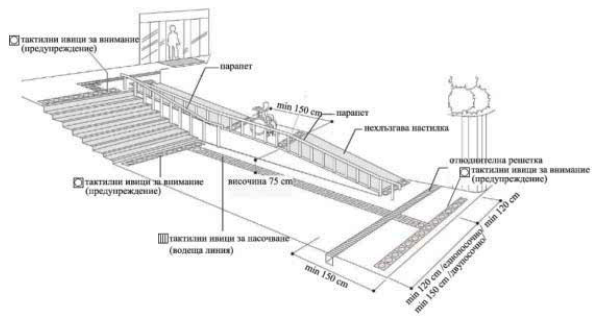 тактилни ивици за внимание
(предупреждение)
парапет
min 150 cm
парапет
нехлъзгава настилка
отводнителна решетка
тактилни ивици за внимание
(предупреждение)
тактилни ивици за внимание
(предупреждение)
височина 75 cm
тактилни ивици за насочване
(водеща линия)
min 150 cm
min 120 cm /еднопосочно/
min 150 cm /двупосочно/
min 120 cm